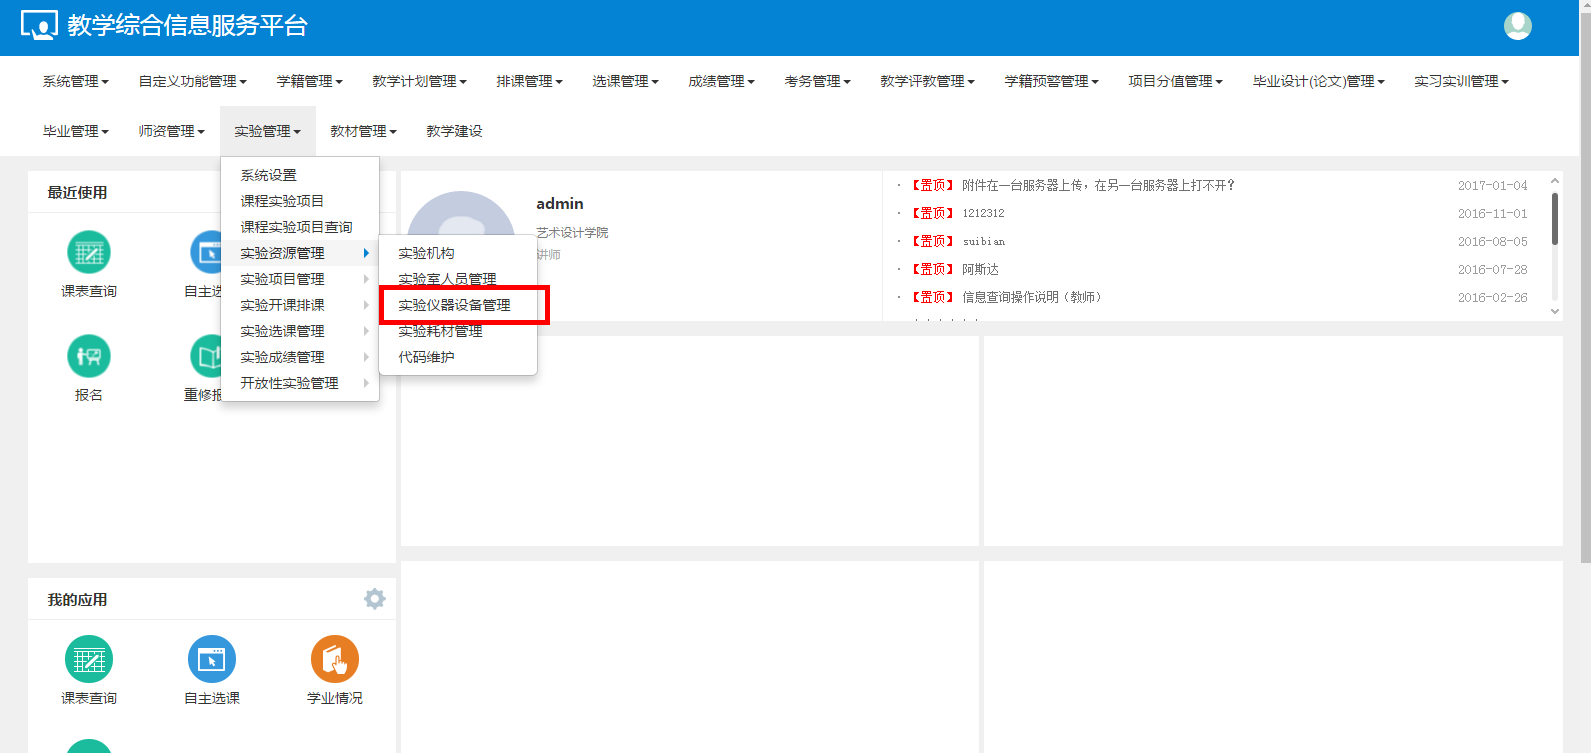 教学综合信息服务平台
系统管理 自定义功能管理 学籍管理 教学计划管理 排课管理 选课管理 成绩管理 考务管理 教学评教管理 学籍预警管理 项目分值管理 毕业设计(论文)管理 实习实训管理
毕业管理 师资管理 实验管理 教材管理 教学建设
最近使用
课表查询
自主选
报名
重修报
系统设置
课程实验项目
课程实验项目查询
实验资源管理
实验项目管理
实验开课排课
实验选课管理
实验成绩管理
开放性实验管理
实验机构
实验室人员管理
实验仪器设备管理
实验耗材管理
代码维护
admin
艺术设计学院
讲师
· 【置顶】 附件在一台服务器上传，在另一台服务器上打不开？ 2017-01-04
· 【置顶】 1212312 2016-11-01
· 【置顶】 suibian 2016-08-05
· 【置顶】 阿斯达 2016-07-28
· 【置顶】 信息查询操作说明（教师） 2016-02-26
我的应用
课表查询 自主选课 学业情况